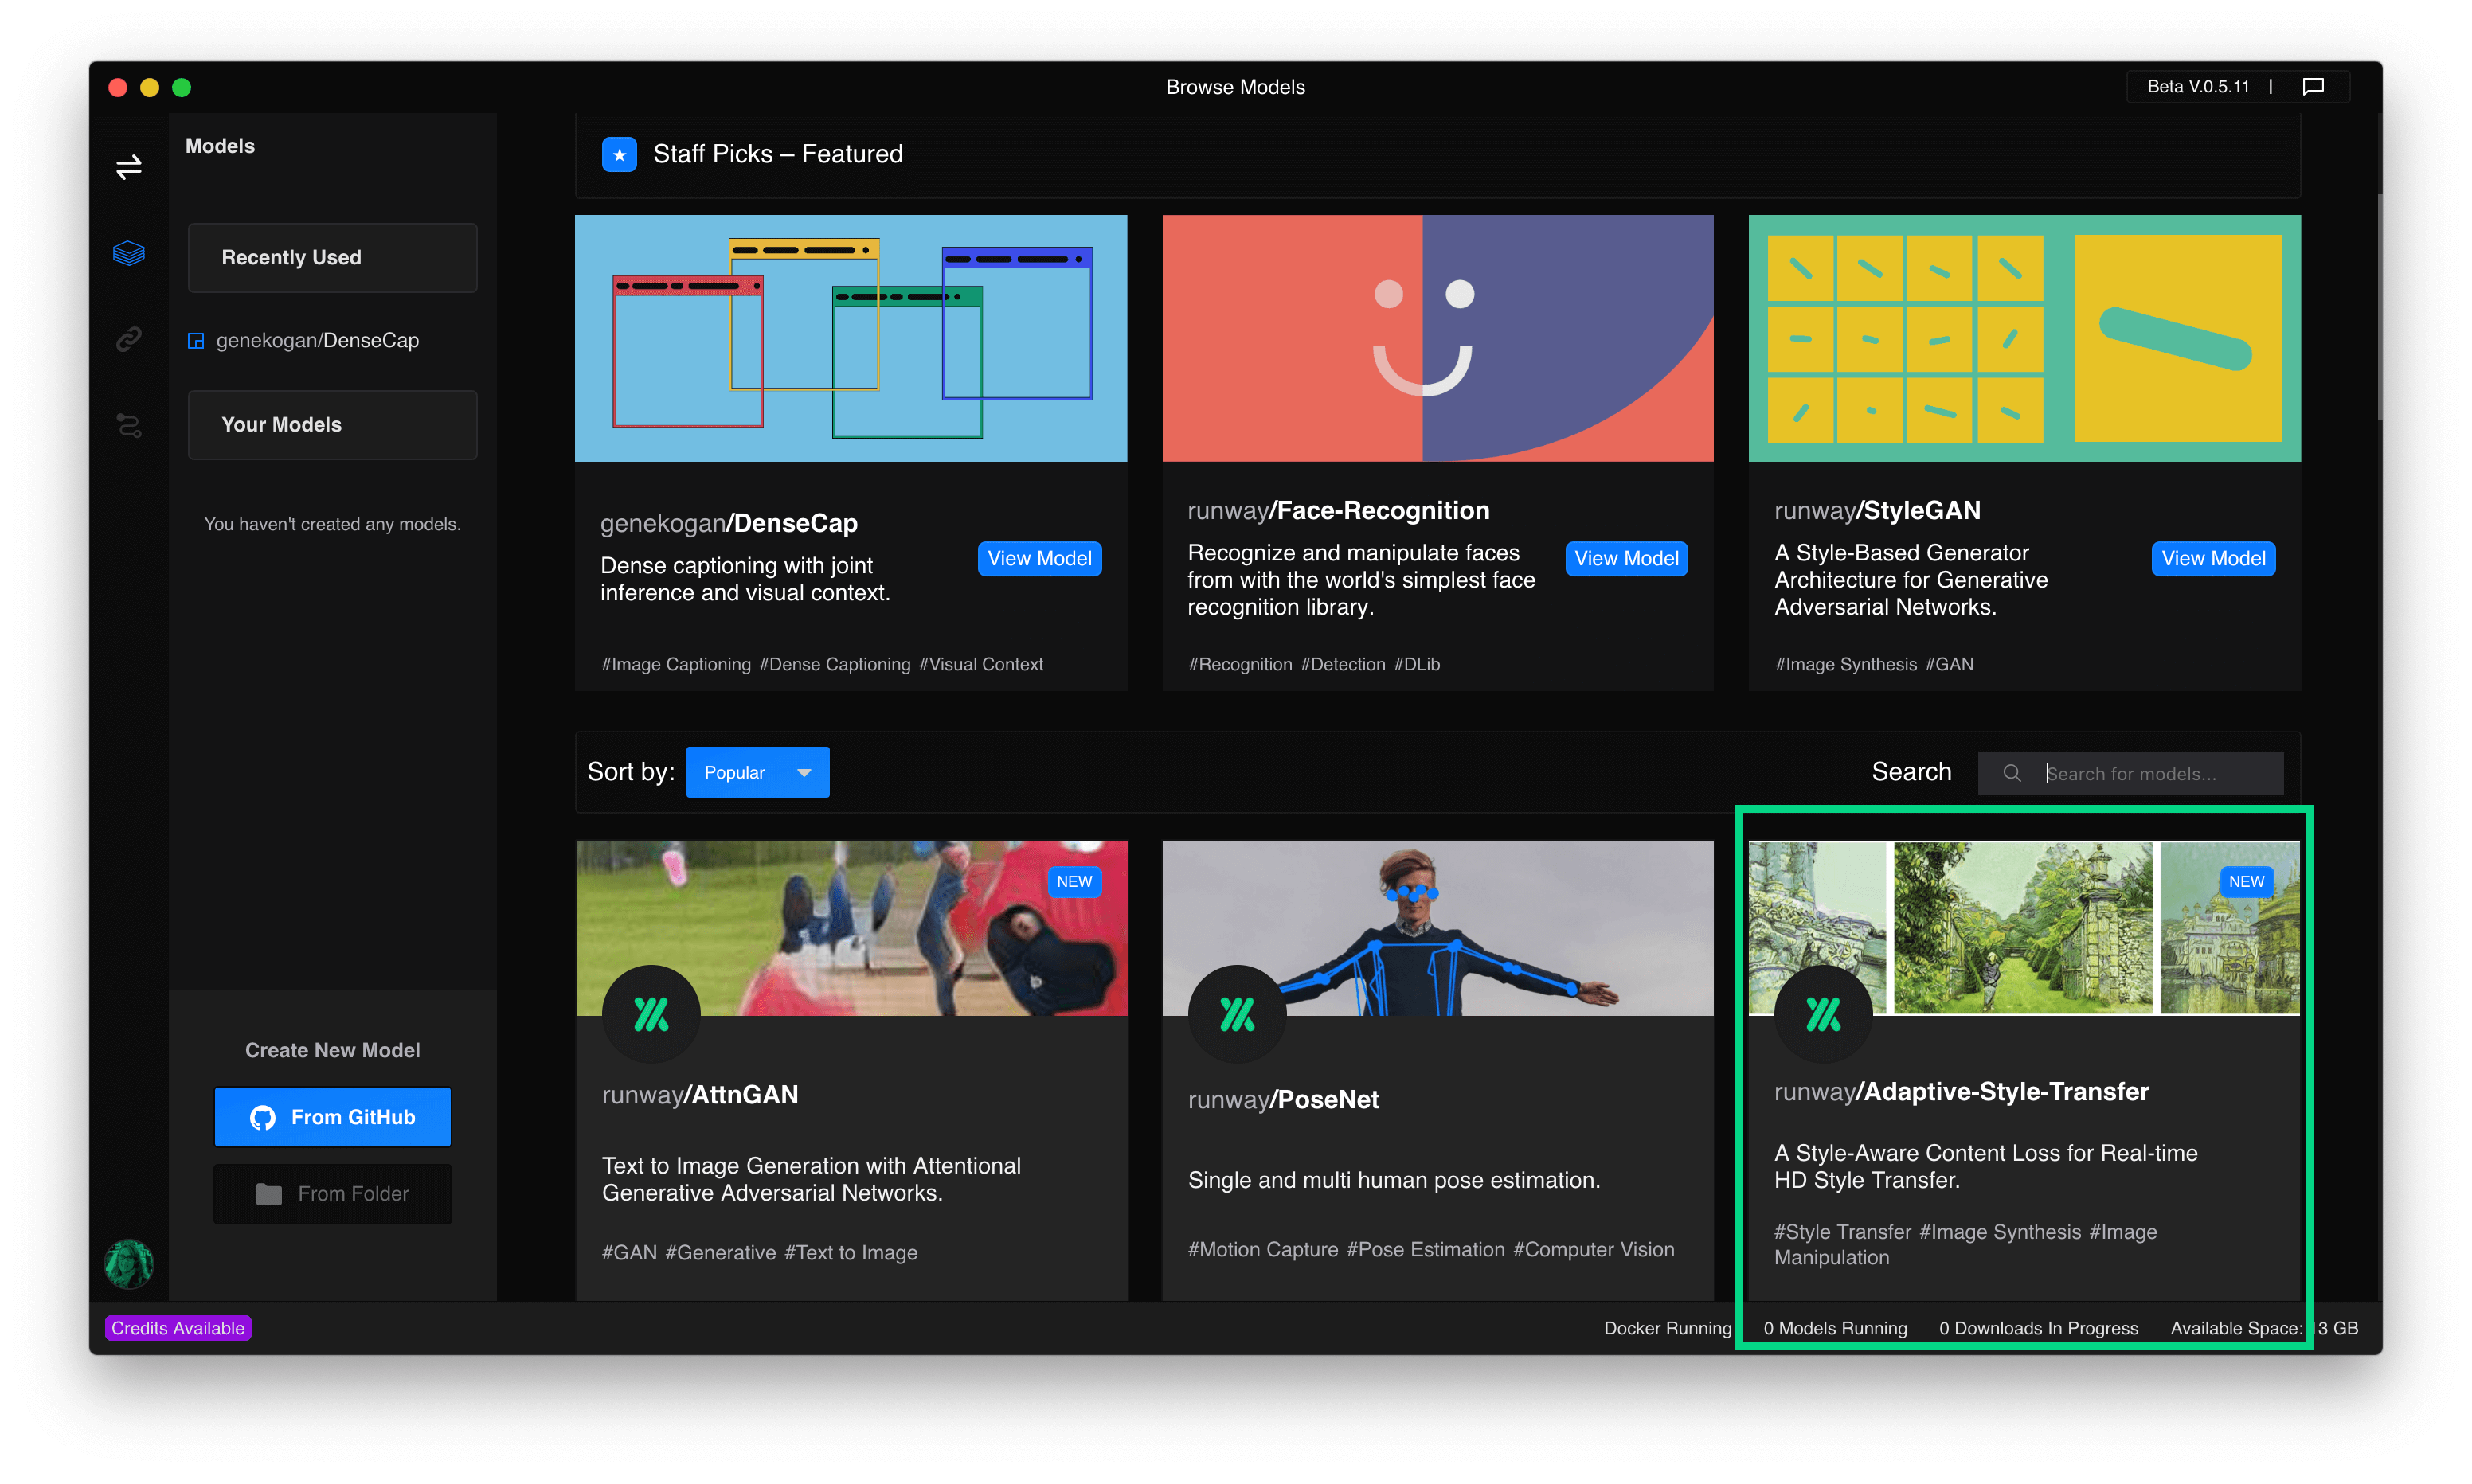 Browse Models
Beta V.0.5.11 |
Models
Recently Used
genekogan/DenseCap
Your Models
You haven't created any models.
Create New Model
From GitHub
From Folder
Staff Picks – Featured
genekogan/DenseCap
Dense captioning with joint
inference and visual context.
View Model
#Image Captioning #Dense Captioning #Visual Context
runway/Face-Recognition
Recognize and manipulate faces
from with the world's simplest face
recognition library.
View Model
#Recognition #Detection #DLib
runway/StyleGAN
A Style-Based Generator
Architecture for Generative
Adversarial Networks.
View Model
#Image Synthesis #GAN
Sort by:
Popular
Search
Search for models...
NEW
runway/AttnGAN
Text to Image Generation with Attentional
Generative Adversarial Networks.
#GAN #Generative #Text to Image
runway/PoseNet
Single and multi human pose estimation.
#Motion Capture #Pose Estimation #Computer Vision
NEW
runway/Adaptive-Style-Transfer
A Style-Aware Content Loss for Real-time
HD Style Transfer.
#Style Transfer #Image Synthesis #Image
Manipulation
Credits Available
Docker Running
0 Models Running
0 Downloads In Progress
Available Space: 13 GB